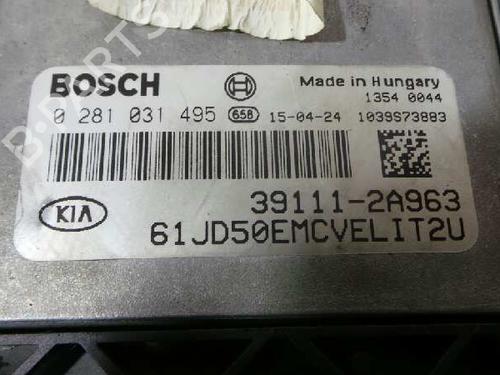 BOSCH
Made in Hungary
1354 0044
0 281 031 495 658 15-04-24 1039S73883
KIA
39111-2A963
61JD50EMCVELIT2U
B-PARTS